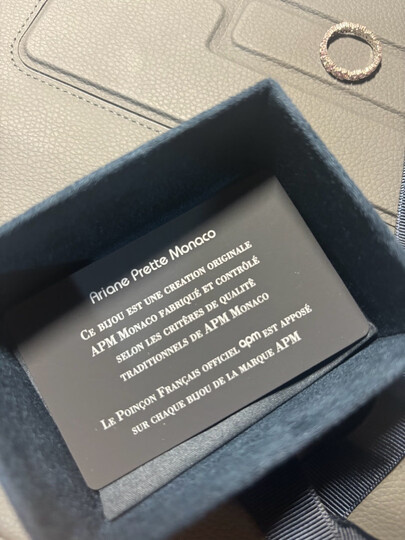 Ariane Prette Monaco
CE BIJOU EST UNE CREATION ORIGINALE
APM MONACO FABRIQUÉ ET CONTRÔLÉ
SELON LES CRITÈRES DE QUALITÉ
TRADITIONNELS DE APM MONACO
LE POINÇON FRANÇAIS OFFICIEL apm EST APPOSÉ
SUR CHAQUE BIJOU DE LA MARQUE APM